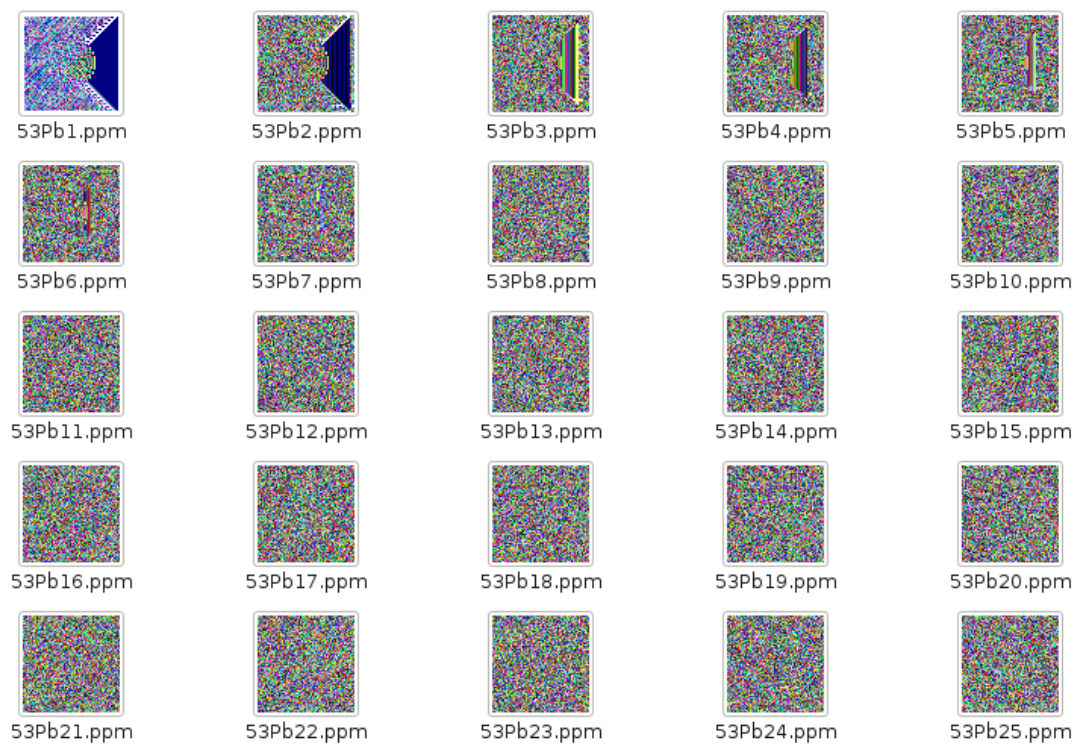 53Pb1.ppm 53Pb2.ppm 53Pb3.ppm 53Pb4.ppm 53Pb5.ppm
53Pb6.ppm 53Pb7.ppm 53Pb8.ppm 53Pb9.ppm 53Pb10.ppm
53Pb11.ppm 53Pb12.ppm 53Pb13.ppm 53Pb14.ppm 53Pb15.ppm
53Pb16.ppm 53Pb17.ppm 53Pb18.ppm 53Pb19.ppm 53Pb20.ppm
53Pb21.ppm 53Pb22.ppm 53Pb23.ppm 53Pb24.ppm 53Pb25.ppm